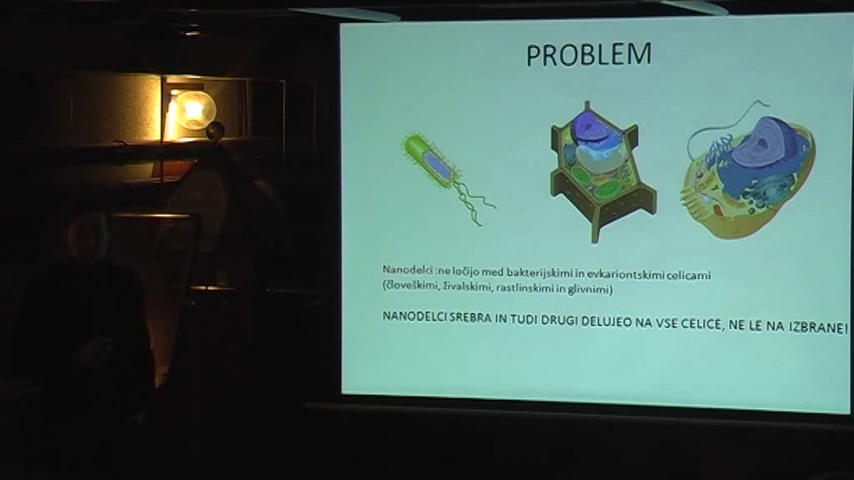 PROBLEM
Nanodelci :ne ločijo med bakterijskimi in evkariontskimi celicami
(človeškimi, živalskimi, rastlinskimi in glivnimi)
NANODELCI SREBRA IN TUDI DRUGI DELUJEO NA VSE CELICE, NE LE NA IZBRANE!